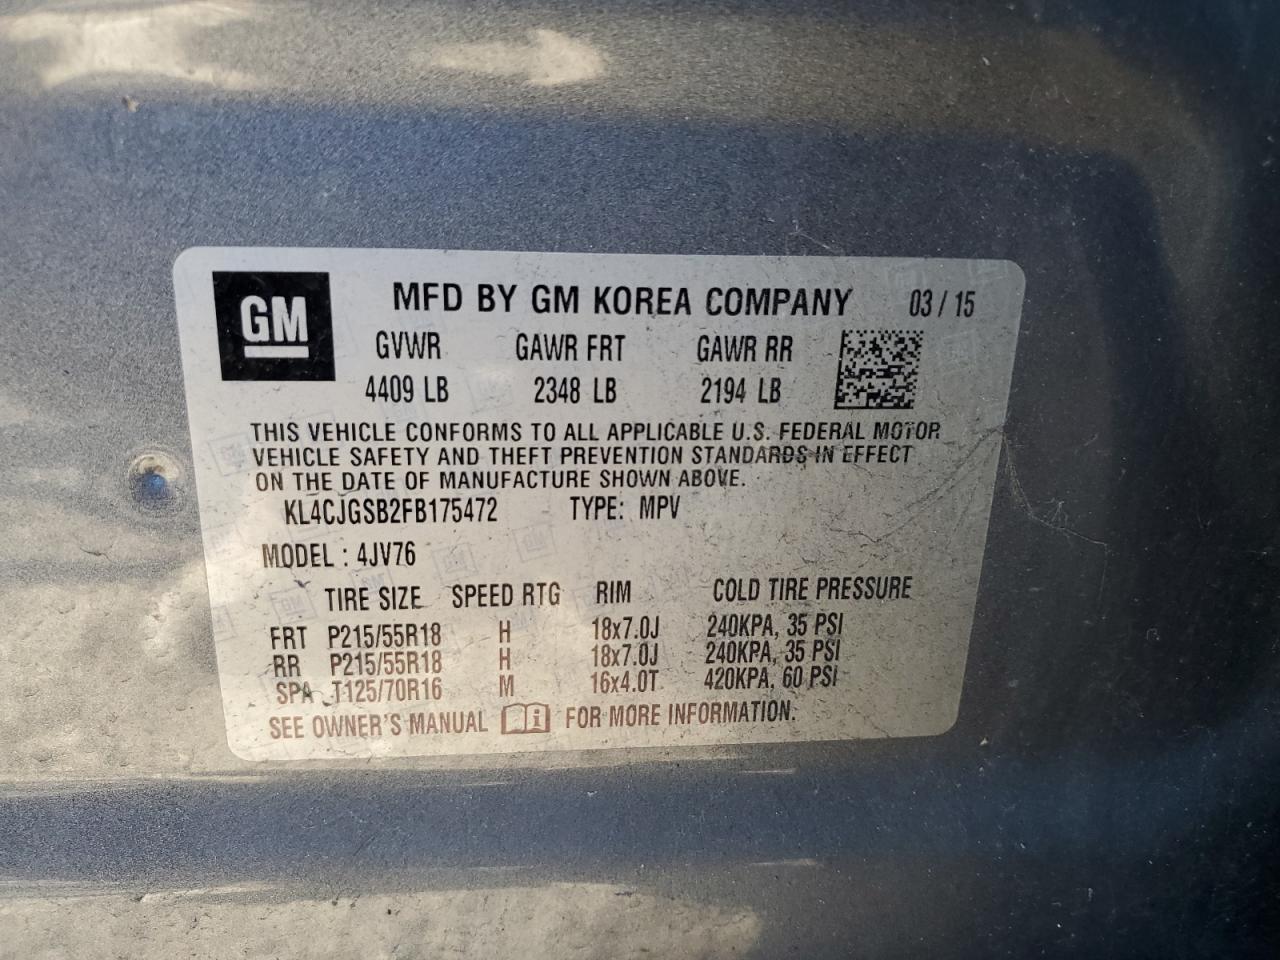 GM
MFD BY GM KOREA COMPANY 03 / 15
GVWR GAWR FRT GAWR RR
4409 LB 2348 LB 2194 LB
THIS VEHICLE CONFORMS TO ALL APPLICABLE U.S. FEDERAL MOTOR
VEHICLE SAFETY AND THEFT PREVENTION STANDARDS IN EFFECT
ON THE DATE OF MANUFACTURE SHOWN ABOVE.
KL4CJGSB2FB175472 TYPE: MPV
MODEL : 4JV76
TIRE SIZE SPEED RTG RIM COLD TIRE PRESSURE
FRT P215/55R18 H 18x7.0J 240KPA, 35 PSI
RR P215/55R18 H 18x7.0J 240KPA, 35 PSI
SPA T125/70R16 M 16x4.0T 420KPA, 60 PSI
SEE OWNER'S MANUAL FOR MORE INFORMATION.